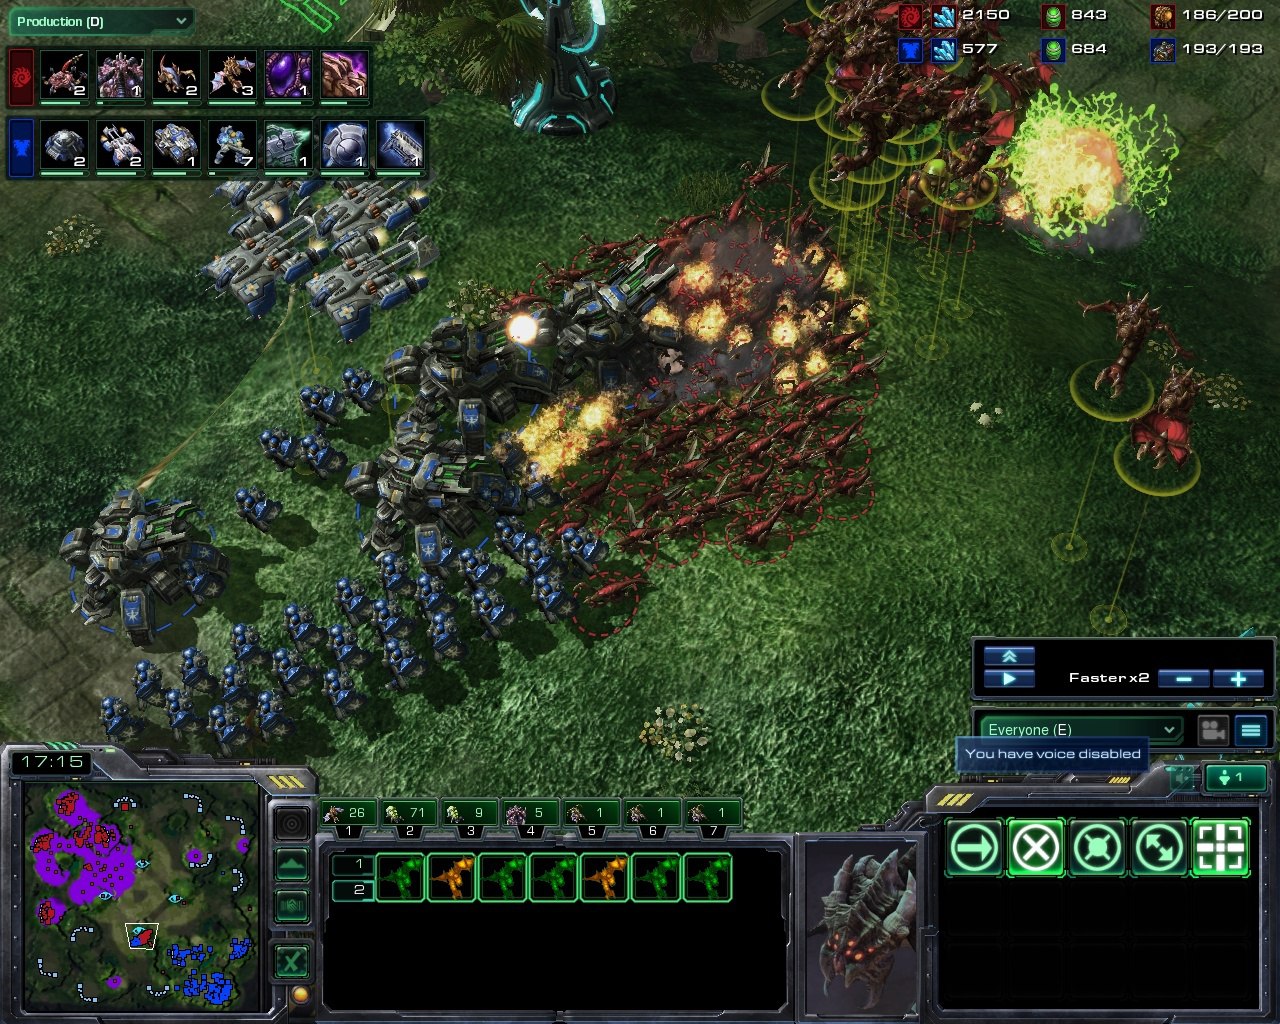 Production (D)
2150 843 186/200
577 684 193/193
2 1 2 3 1 1
2 2 1 7 1 1 1
Faster x2
Everyone (E)
You have voice disabled
17:15
1
26 71 9 5 1 1 1
1 2 3 4 5 6 7
1
2